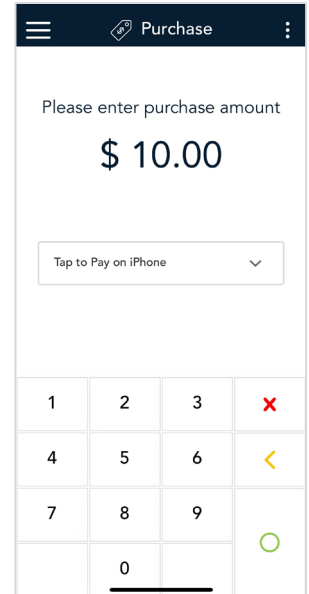 Purchase
Please enter purchase amount
$ 10.00
Tap to Pay on iPhone
1 2 3
4 5 6
7 8 9
0